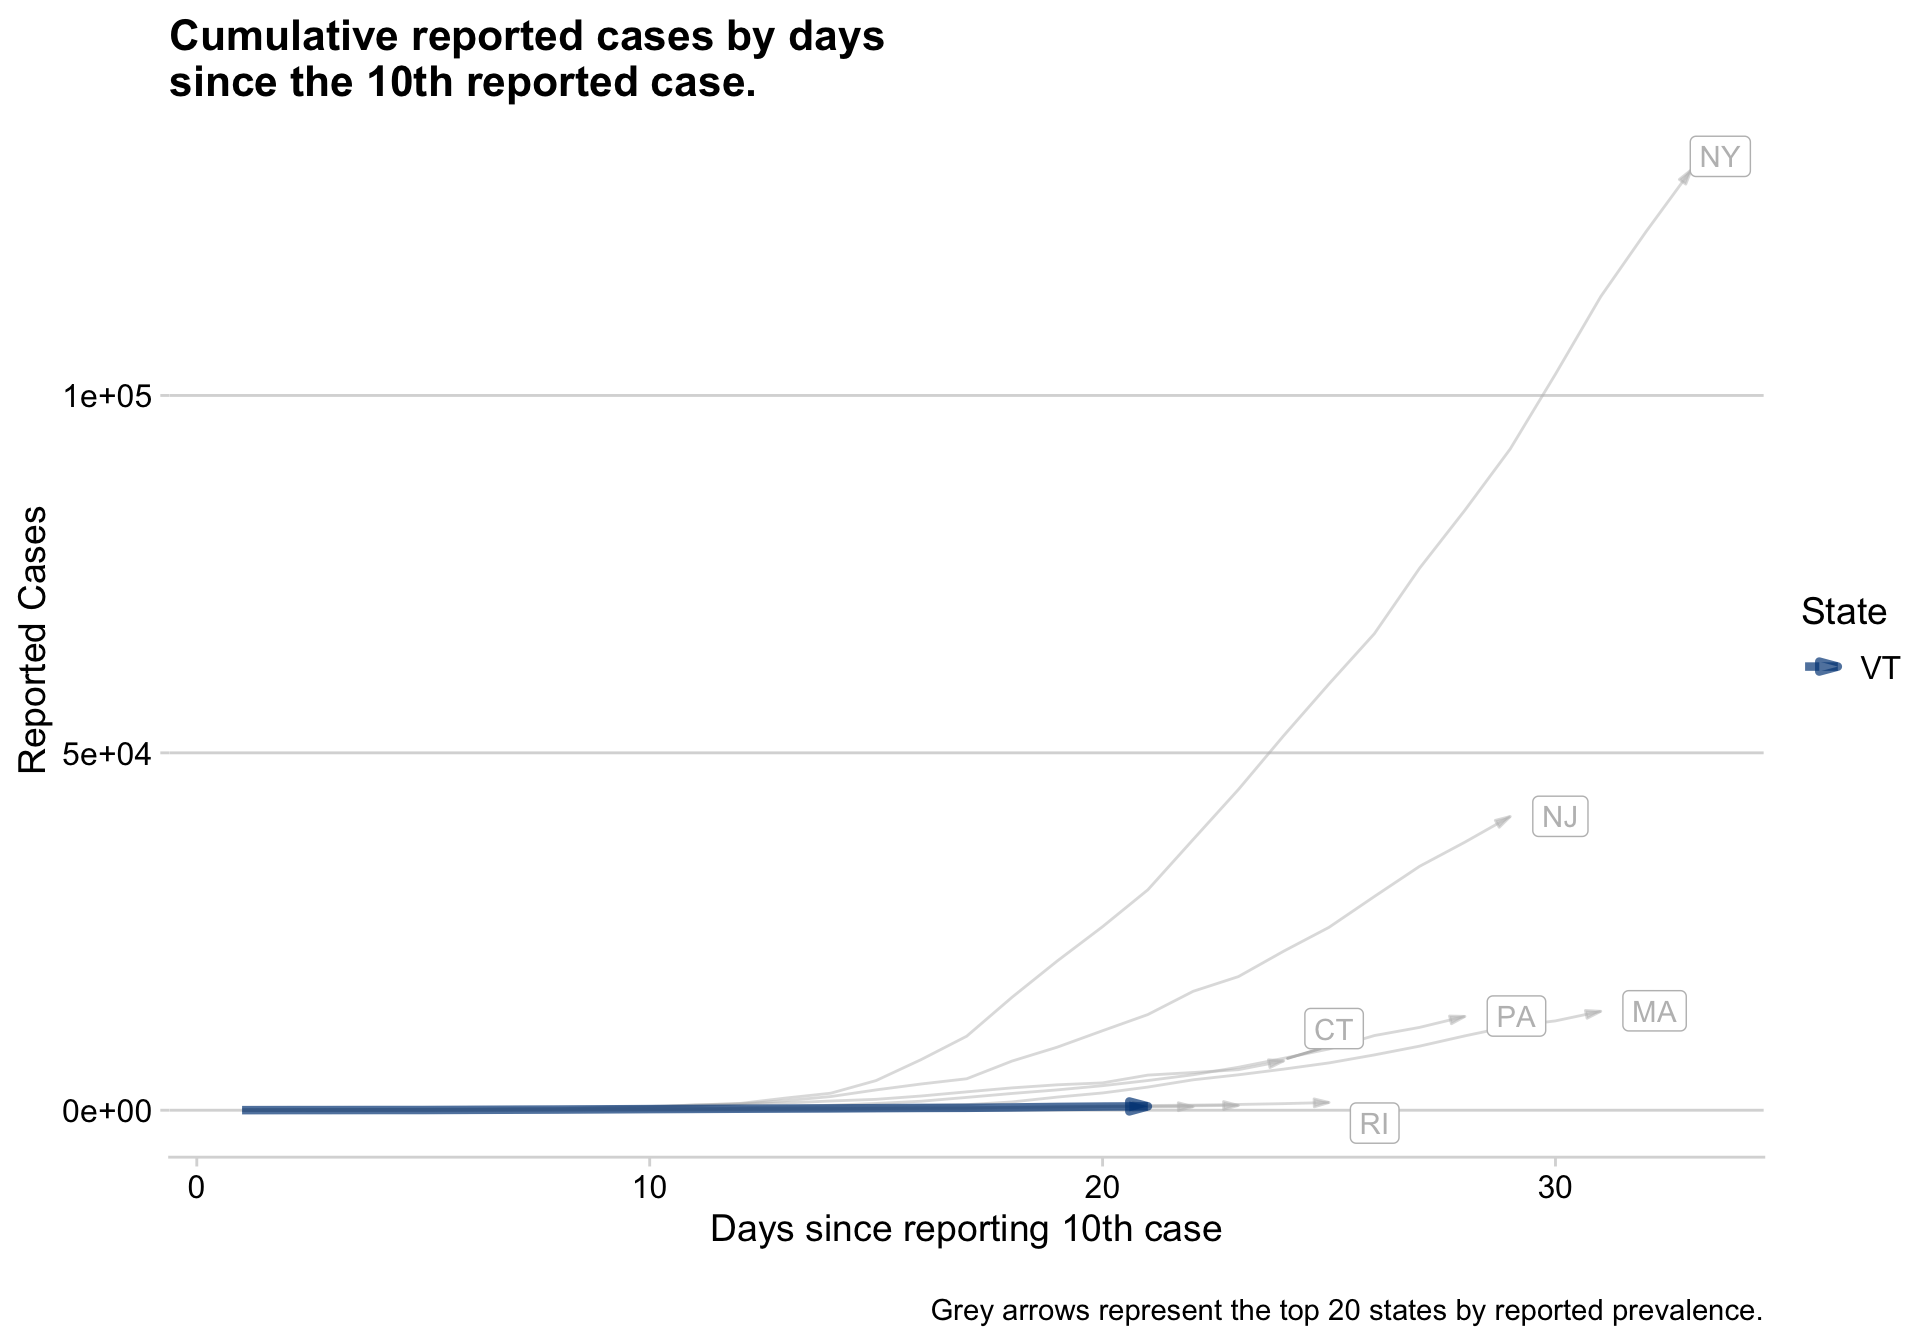 Cumulative reported cases by days
since the 10th reported case.
NY
1e+05
Reported Cases
State
VT
5e+04
NJ
CT
PA
MA
0e+00
RI
0
10
20
30
Days since reporting 10th case
Grey arrows represent the top 20 states by reported prevalence.